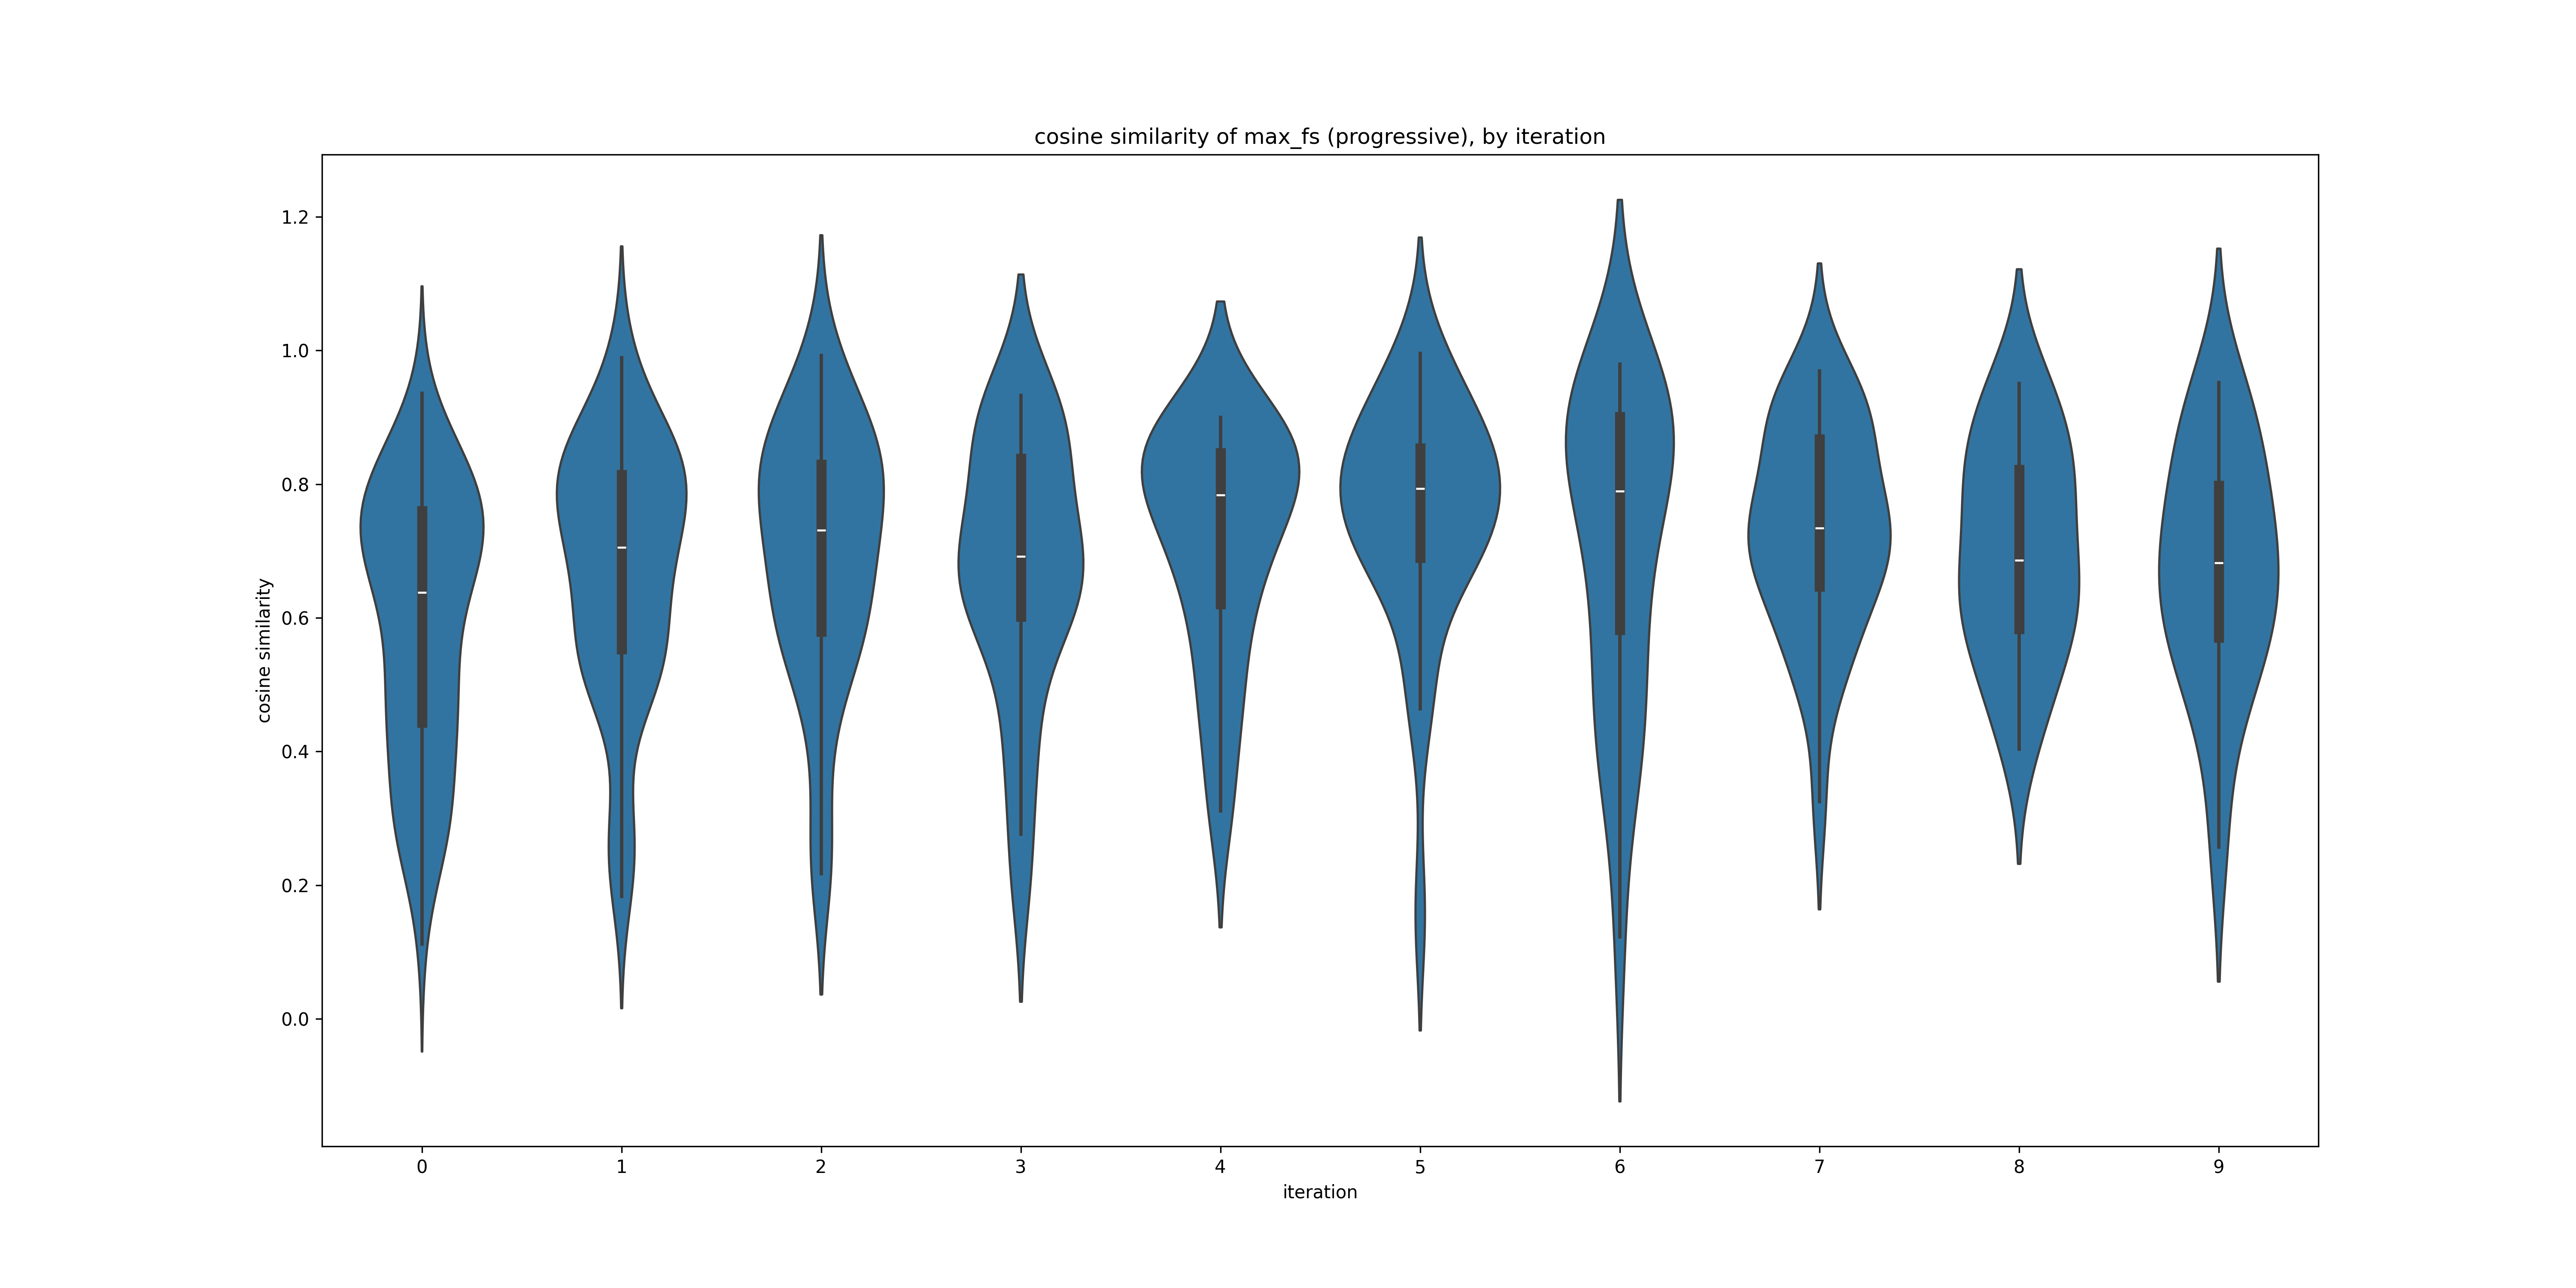 cosine similarity of max_fs (progressive), by iteration
1.2
1.0
0.8
0.6
0.4
0.2
0.0
cosine similarity
0 1 2 3 4 5 6 7 8 9
iteration